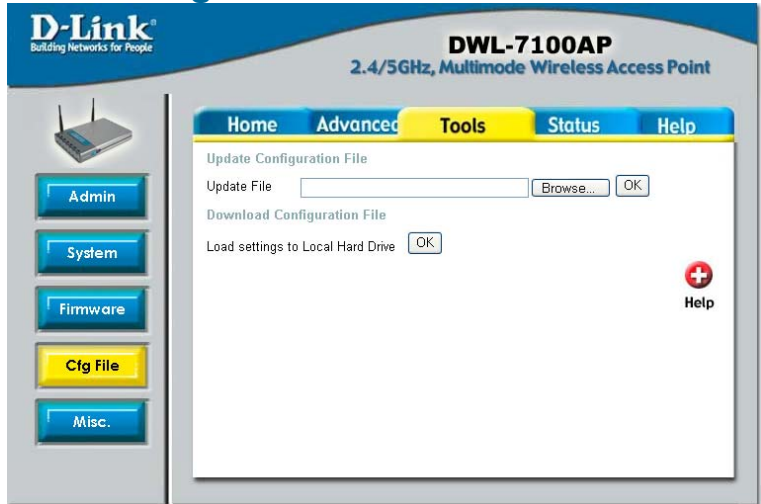 D-Link®
Building Networks for People
DWL-7100AP
2.4/5GHz, Multimode Wireless Access Point
Home Advanced Tools Status Help
Update Configuration File
Update File Browse... OK
Download Configuration File
Load settings to Local Hard Drive OK
Help
Admin
System
Firmware
Cfg File
Misc.